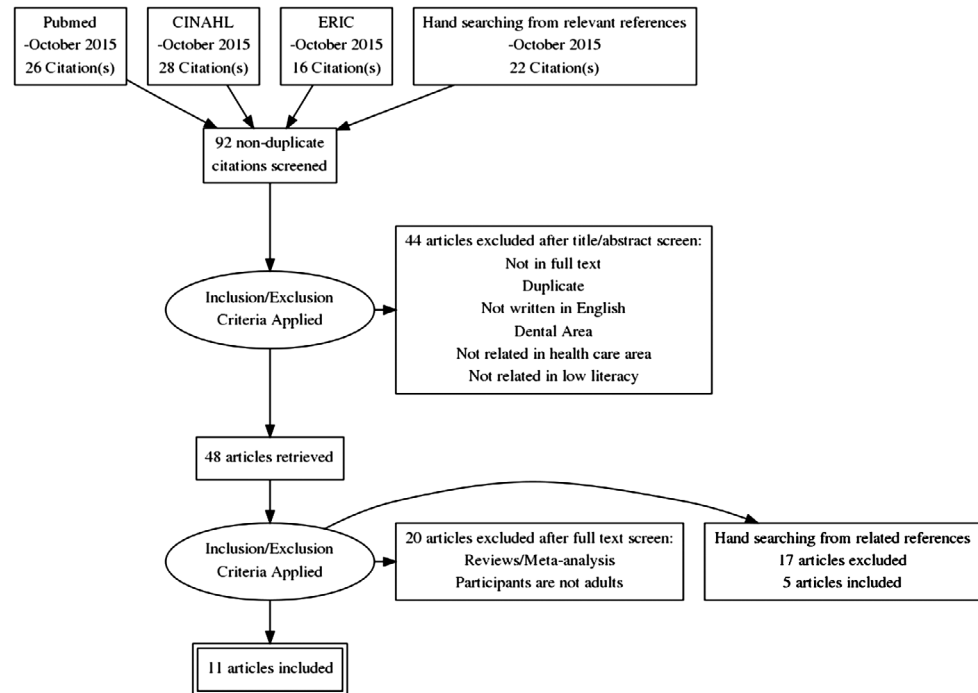 Pubmed
-October 2015
26 Citation(s)
CINAHL
-October 2015
28 Citation(s)
ERIC
-October 2015
16 Citation(s)
Hand searching from relevant references
-October 2015
22 Citation(s)
92 non-duplicate
citations screened
Inclusion/Exclusion
Criteria Applied
44 articles excluded after title/abstract screen:
Not in full text
Duplicate
Not written in English
Dental Area
Not related in health care area
Not related in low literacy
48 articles retrieved
Inclusion/Exclusion
Criteria Applied
20 articles excluded after full text screen:
Reviews/Meta-analysis
Participants are not adults
Hand searching from related references
17 articles excluded
5 articles included
11 articles included